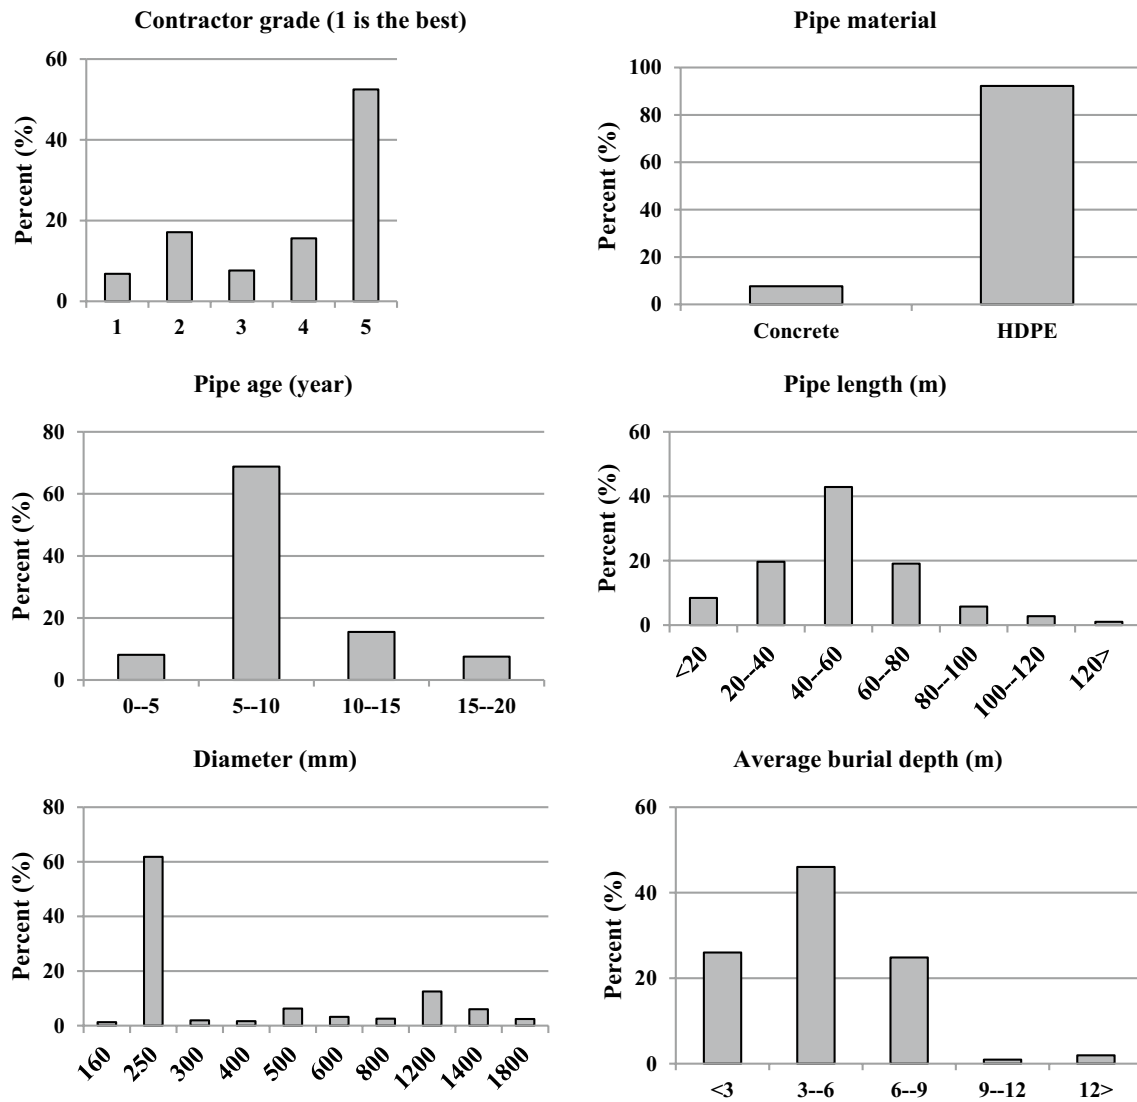 Contractor grade (1 is the best)
Percent (%)
60
40
20
0
1 2 3 4 5
Pipe material
Percent (%)
100
80
60
40
20
0
Concrete HDPE
Pipe age (year)
Percent (%)
80
60
40
20
0
0--5 5--10 10--15 15--20
Pipe length (m)
Percent (%)
60
40
20
0
<20 20--40 40--60 60--80 80--100 100--120 120>
Diameter (mm)
Percent (%)
80
60
40
20
0
160 250 300 400 500 600 800 1200 1400 1800
Average burial depth (m)
Percent (%)
60
40
20
0
<3 3--6 6--9 9--12 12>